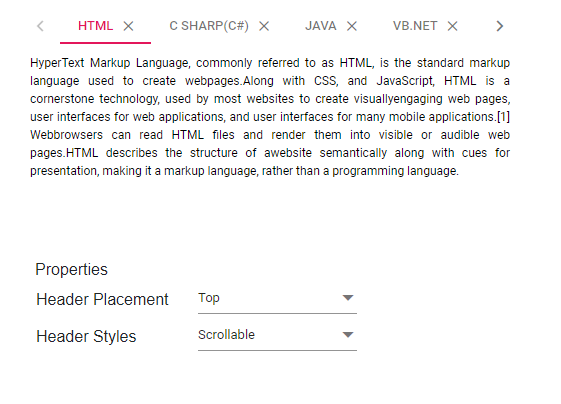 HTML C SHARP(C#) JAVA VB.NET
HyperText Markup Language, commonly referred to as HTML, is the standard markup
language used to create webpages.Along with CSS, and JavaScript, HTML is a
cornerstone technology, used by most websites to create visuallyengaging web pages,
user interfaces for web applications, and user interfaces for many mobile applications.[1]
Webbrowsers can read HTML files and render them into visible or audible web
pages.HTML describes the structure of awebsite semantically along with cues for
presentation, making it a markup language, rather than a programming language.
Properties
Header Placement Top
Header Styles Scrollable